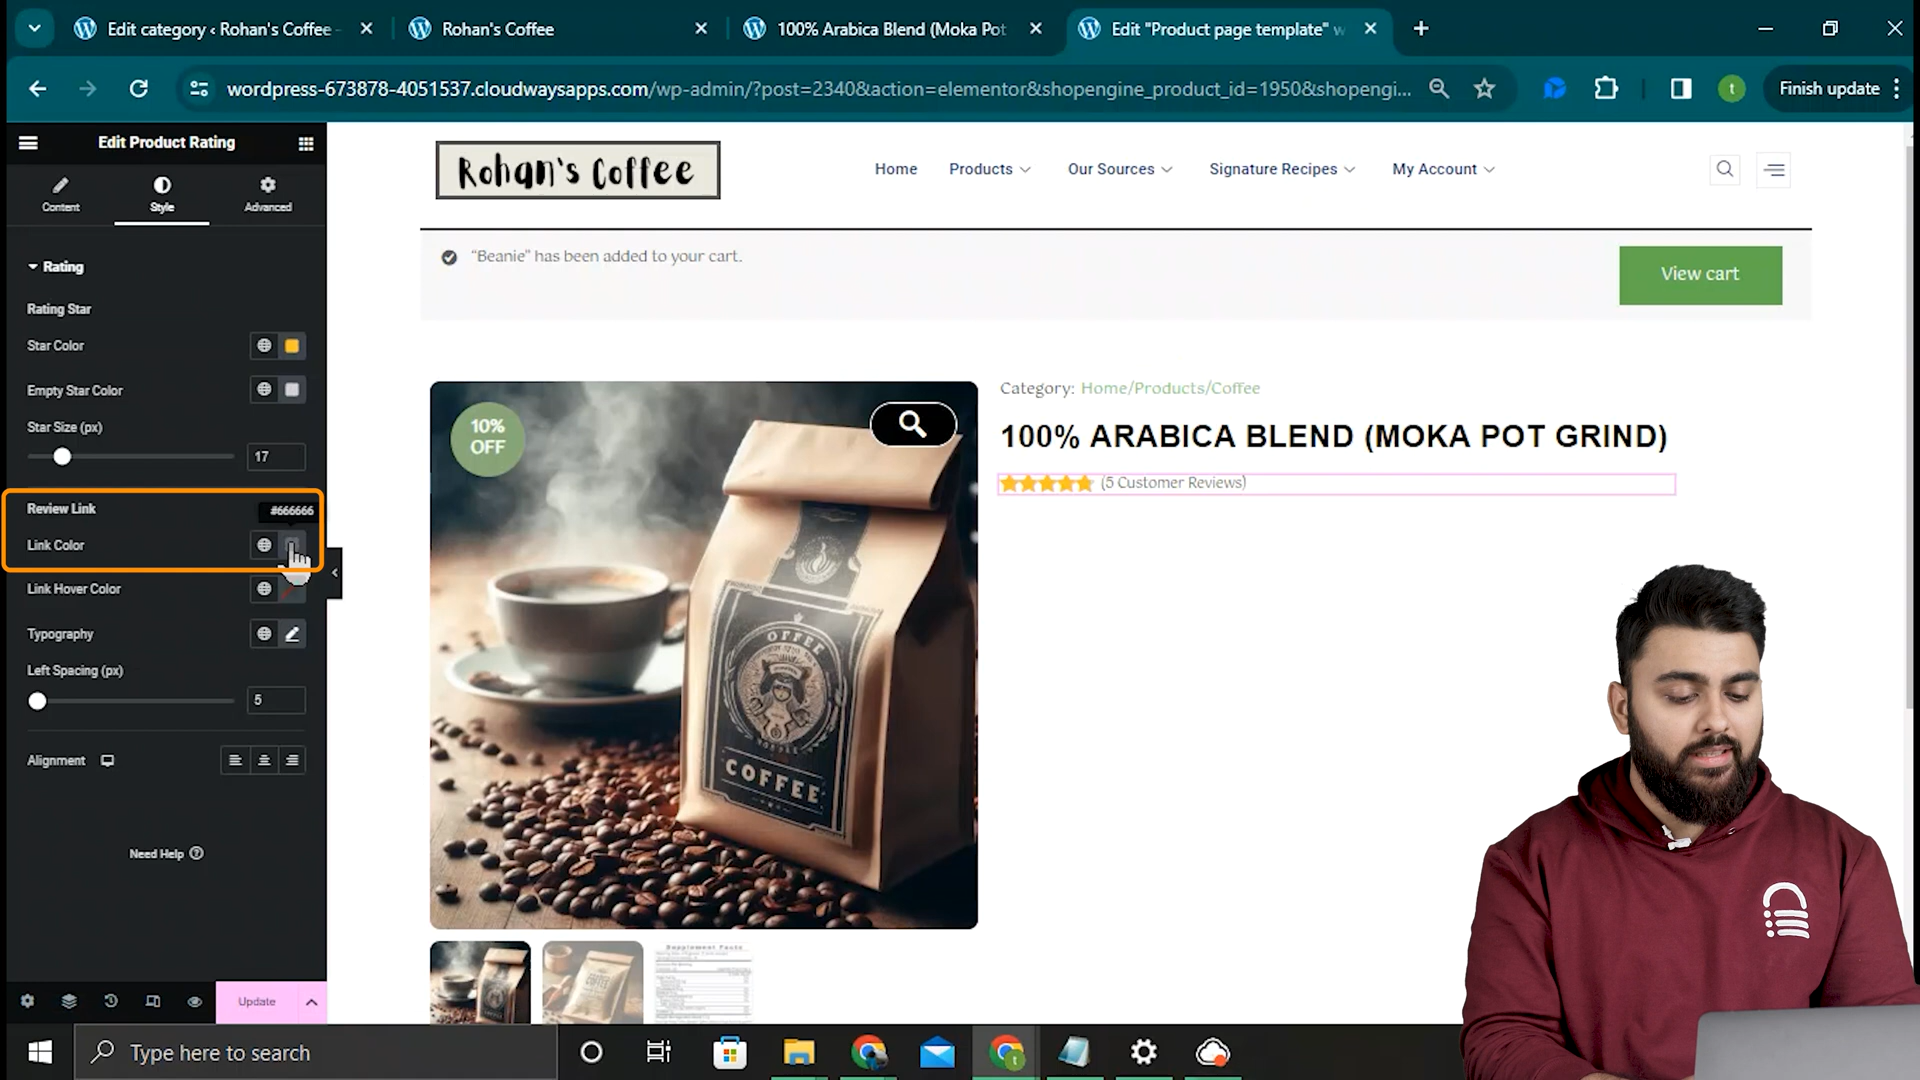 Edit category ‹ Rohan's Coffee -
Rohan's Coffee
100% Arabica Blend (Moka Pot
Edit "Product page template" w
wordpress-673878-4051537.cloudwaysapps.com/wp-admin/?post=2340&action=elementor&shopengine_product_id=1950&shopengi...
t
Finish update
Edit Product Rating
Content
Style
Advanced
Rating
Rating Star
Star Color
Empty Star Color
Star Size (px)
17
Review Link
#666666
Link Color
Link Hover Color
Typography
Left Spacing (px)
5
Alignment
Need Help
Update
Rohan's Coffee
Home
Products
Our Sources
Signature Recipes
My Account
"Beanie" has been added to your cart.
View cart
10%
OFF
Category: Home/Products/Coffee
100% ARABICA BLEND (MOKA POT GRIND)
(5 Customer Reviews)
OFFEE
COFFEE
Supplement Facts
Type here to search